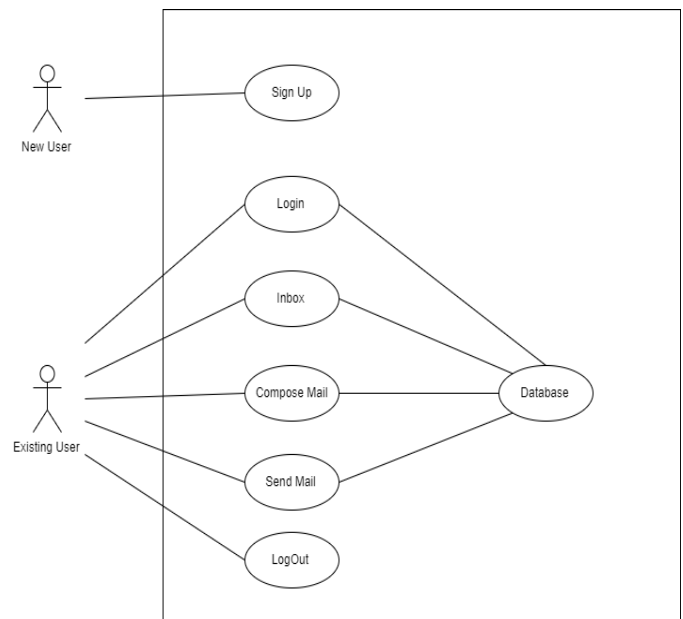 Sign Up
New User
Login
Inbox
Compose Mail
Database
Existing User
Send Mail
LogOut